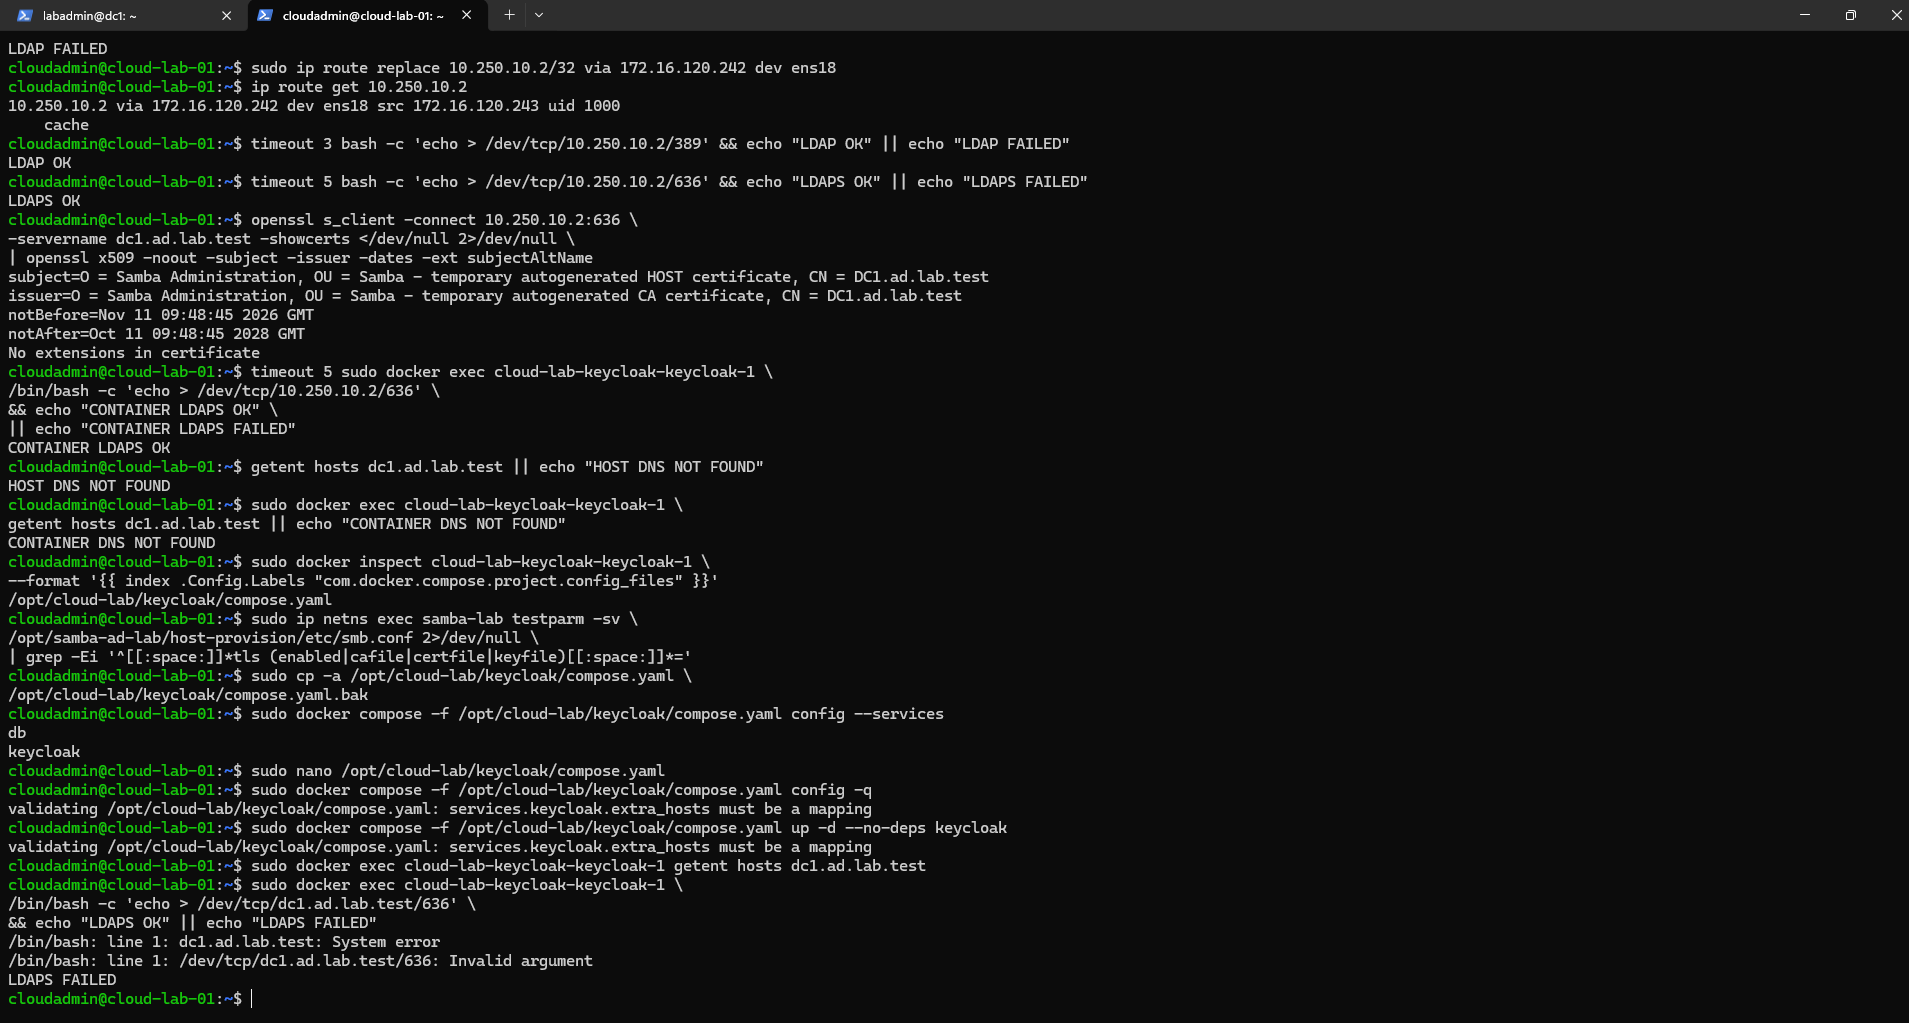 labadmin@dc1: ~
cloudadmin@cloud-lab-01: ~
LDAP FAILED
cloudadmin@cloud-lab-01:~$ sudo ip route replace 10.250.10.2/32 via 172.16.120.242 dev ens18
cloudadmin@cloud-lab-01:~$ ip route get 10.250.10.2
10.250.10.2 via 172.16.120.242 dev ens18 src 172.16.120.243 uid 1000
    cache
cloudadmin@cloud-lab-01:~$ timeout 3 bash -c 'echo > /dev/tcp/10.250.10.2/389' && echo "LDAP OK" || echo "LDAP FAILED"
LDAP OK
cloudadmin@cloud-lab-01:~$ timeout 5 bash -c 'echo > /dev/tcp/10.250.10.2/636' && echo "LDAPS OK" || echo "LDAPS FAILED"
LDAPS OK
cloudadmin@cloud-lab-01:~$ openssl s_client -connect 10.250.10.2:636 \
-servername dc1.ad.lab.test -showcerts </dev/null 2>/dev/null \
| openssl x509 -noout -subject -issuer -dates -ext subjectAltName
subject=O = Samba Administration, OU = Samba - temporary autogenerated HOST certificate, CN = DC1.ad.lab.test
issuer=O = Samba Administration, OU = Samba - temporary autogenerated CA certificate, CN = DC1.ad.lab.test
notBefore=Nov 11 09:48:45 2026 GMT
notAfter=Oct 11 09:48:45 2028 GMT
No extensions in certificate
cloudadmin@cloud-lab-01:~$ timeout 5 sudo docker exec cloud-lab-keycloak-keycloak-1 \
/bin/bash -c 'echo > /dev/tcp/10.250.10.2/636' \
&& echo "CONTAINER LDAPS OK" \
|| echo "CONTAINER LDAPS FAILED"
CONTAINER LDAPS OK
cloudadmin@cloud-lab-01:~$ getent hosts dc1.ad.lab.test || echo "HOST DNS NOT FOUND"
HOST DNS NOT FOUND
cloudadmin@cloud-lab-01:~$ sudo docker exec cloud-lab-keycloak-keycloak-1 \
getent hosts dc1.ad.lab.test || echo "CONTAINER DNS NOT FOUND"
CONTAINER DNS NOT FOUND
cloudadmin@cloud-lab-01:~$ sudo docker inspect cloud-lab-keycloak-keycloak-1 \
--format '{{ index .Config.Labels "com.docker.compose.project.config_files" }}'
/opt/cloud-lab/keycloak/compose.yaml
cloudadmin@cloud-lab-01:~$ sudo ip netns exec samba-lab testparm -sv \
/opt/samba-ad-lab/host-provision/etc/smb.conf 2>/dev/null \
| grep -Ei '^[[:space:]]*tls (enabled|cafile|certfile|keyfile)[[:space:]]*='
cloudadmin@cloud-lab-01:~$ sudo cp -a /opt/cloud-lab/keycloak/compose.yaml \
/opt/cloud-lab/keycloak/compose.yaml.bak
cloudadmin@cloud-lab-01:~$ sudo docker compose -f /opt/cloud-lab/keycloak/compose.yaml config --services
db
keycloak
cloudadmin@cloud-lab-01:~$ sudo nano /opt/cloud-lab/keycloak/compose.yaml
cloudadmin@cloud-lab-01:~$ sudo docker compose -f /opt/cloud-lab/keycloak/compose.yaml config -q
validating /opt/cloud-lab/keycloak/compose.yaml: services.keycloak.extra_hosts must be a mapping
cloudadmin@cloud-lab-01:~$ sudo docker compose -f /opt/cloud-lab/keycloak/compose.yaml up -d --no-deps keycloak
validating /opt/cloud-lab/keycloak/compose.yaml: services.keycloak.extra_hosts must be a mapping
cloudadmin@cloud-lab-01:~$ sudo docker exec cloud-lab-keycloak-keycloak-1 getent hosts dc1.ad.lab.test
cloudadmin@cloud-lab-01:~$ sudo docker exec cloud-lab-keycloak-keycloak-1 \
/bin/bash -c 'echo > /dev/tcp/dc1.ad.lab.test/636' \
&& echo "LDAPS OK" || echo "LDAPS FAILED"
/bin/bash: line 1: dc1.ad.lab.test: System error
/bin/bash: line 1: /dev/tcp/dc1.ad.lab.test/636: Invalid argument
LDAPS FAILED
cloudadmin@cloud-lab-01:~$